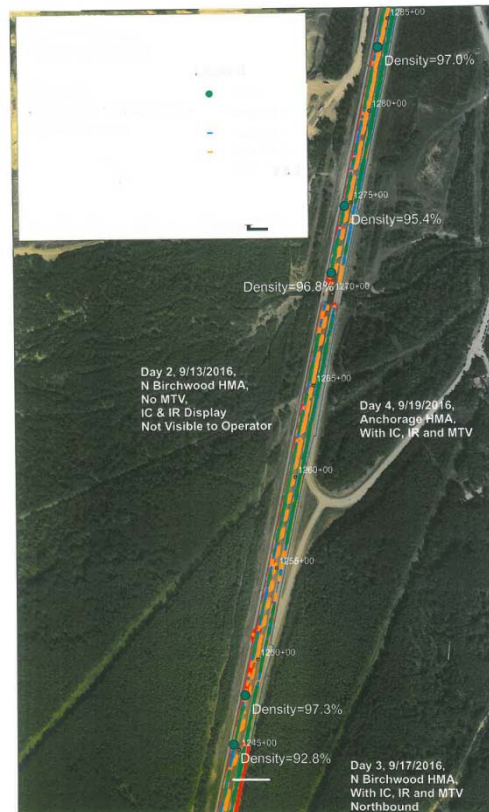 1285+00
Density=97.0%
1280+00
1275+00
Density=95.4%
Density=96.8%
1270+00
1265+00
Day 2, 9/13/2016,
N Birchwood HMA,
No MTV,
IC & IR Display
Not Visible to Operator
Day 4, 9/19/2016,
Anchorage HMA,
With IC, IR and MTV
1260+00
1255+00
1250+00
Density=97.3%
1245+00
Density=92.8%
Day 3, 9/17/2016,
N Birchwood HMA,
With IC, IR and MTV
Northbound